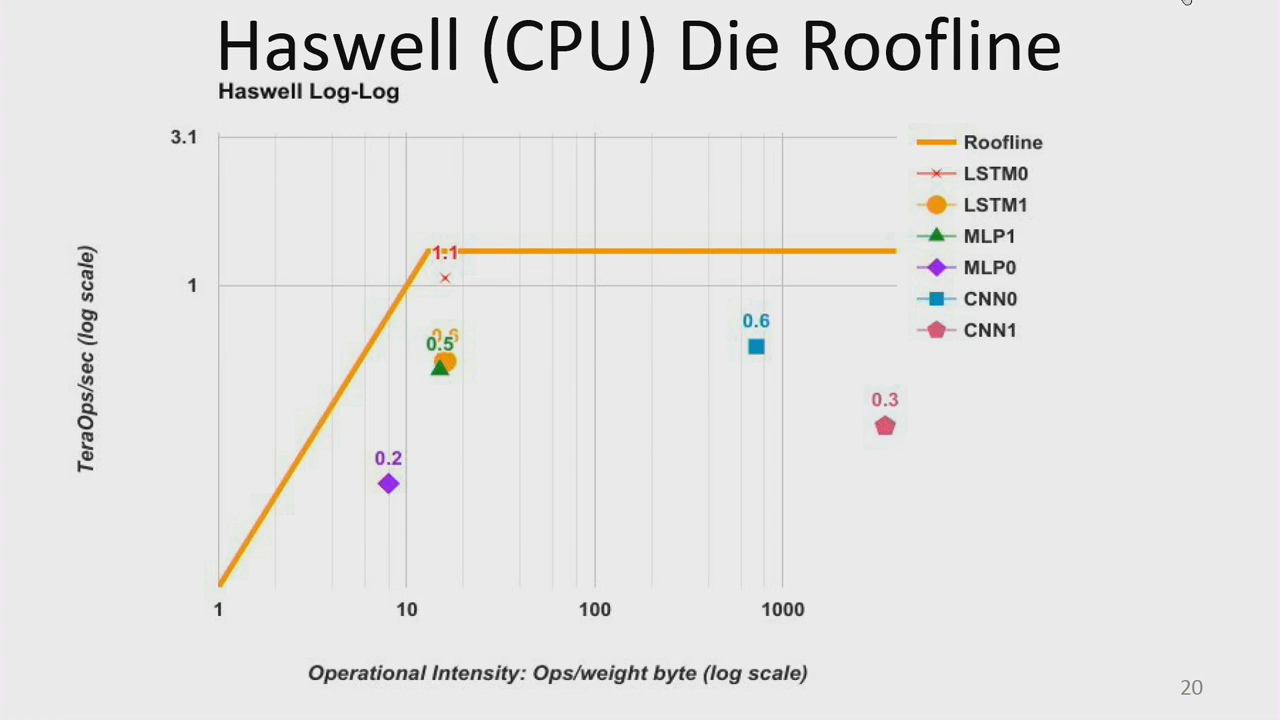 Haswell (CPU) Die Roofline
Haswell Log-Log
3.1
1
TeraOps/sec (log scale)
1.1
0.6
0.5
0.2
0.6
0.3
Roofline
LSTM0
LSTM1
MLP1
MLP0
CNN0
CNN1
1 10 100 1000
Operational Intensity: Ops/weight byte (log scale)
20